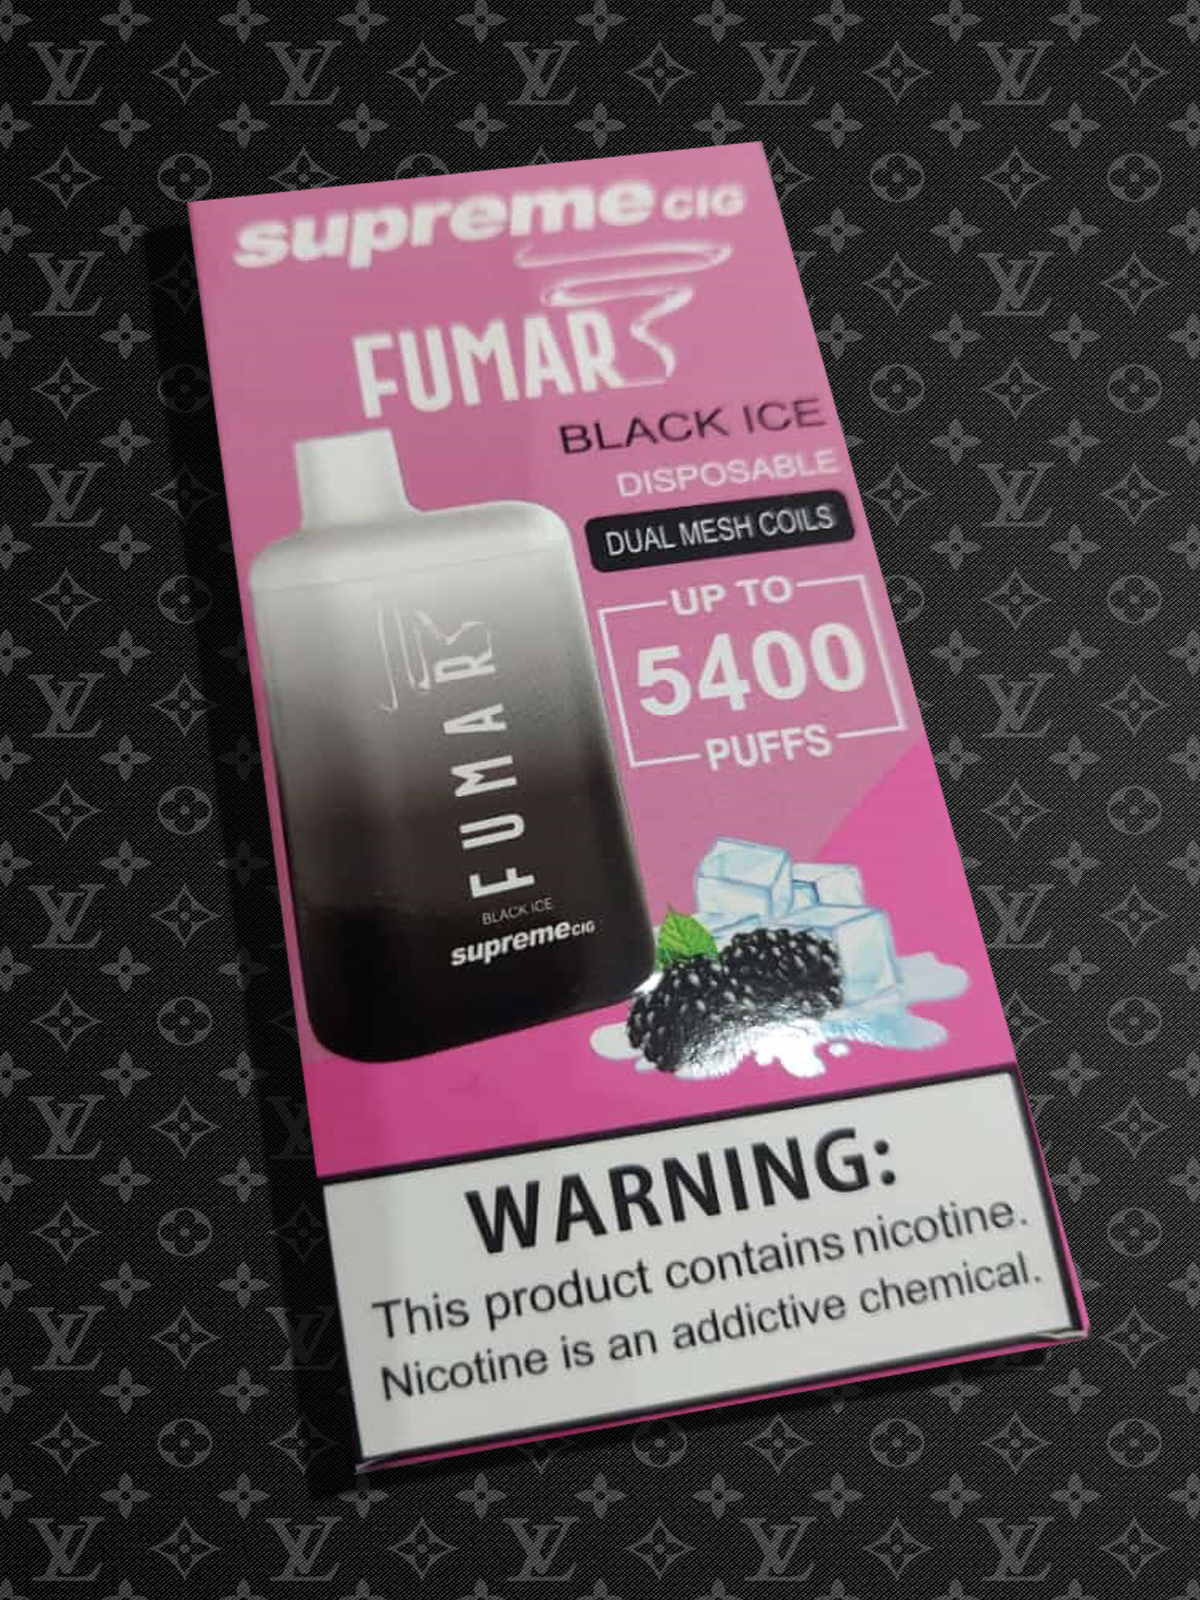 supreme CIG
FUMAR
BLACK ICE
DISPOSABLE
DUAL MESH COILS
UP TO
5400
PUFFS
FUMAR
BLACK ICE
supreme CIG
WARNING:
This product contains nicotine.
Nicotine is an addictive chemical.